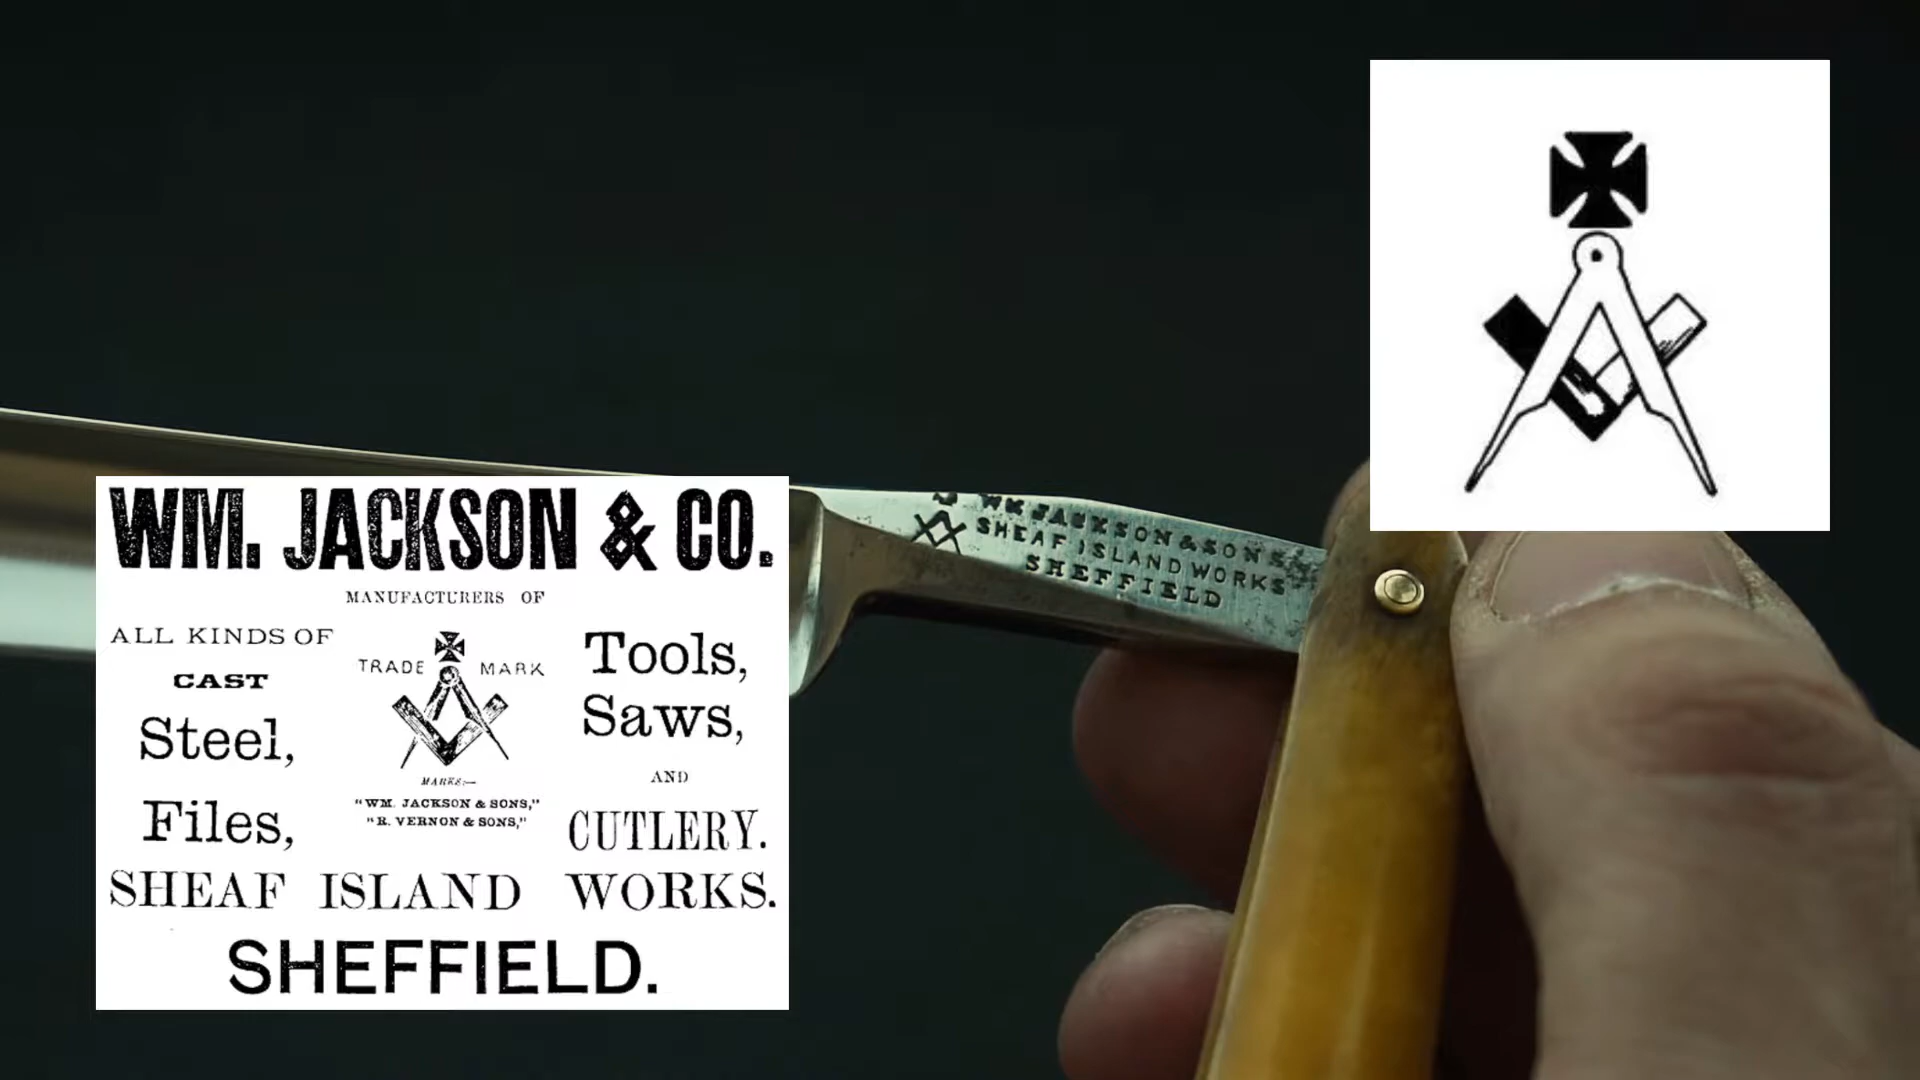 WM. JACKSON & CO.
MANUFACTURERS OF
ALL KINDS OF
CAST
Steel,
Files,
TRADE MARK
MARKS:—
"WM. JACKSON & SONS,"
"R. VERNON & SONS,"
Tools,
Saws,
AND
CUTLERY.
SHEAF ISLAND WORKS.
SHEFFIELD.
WM JACKSON & SONS
SHEAF ISLAND WORKS
SHEFFIELD